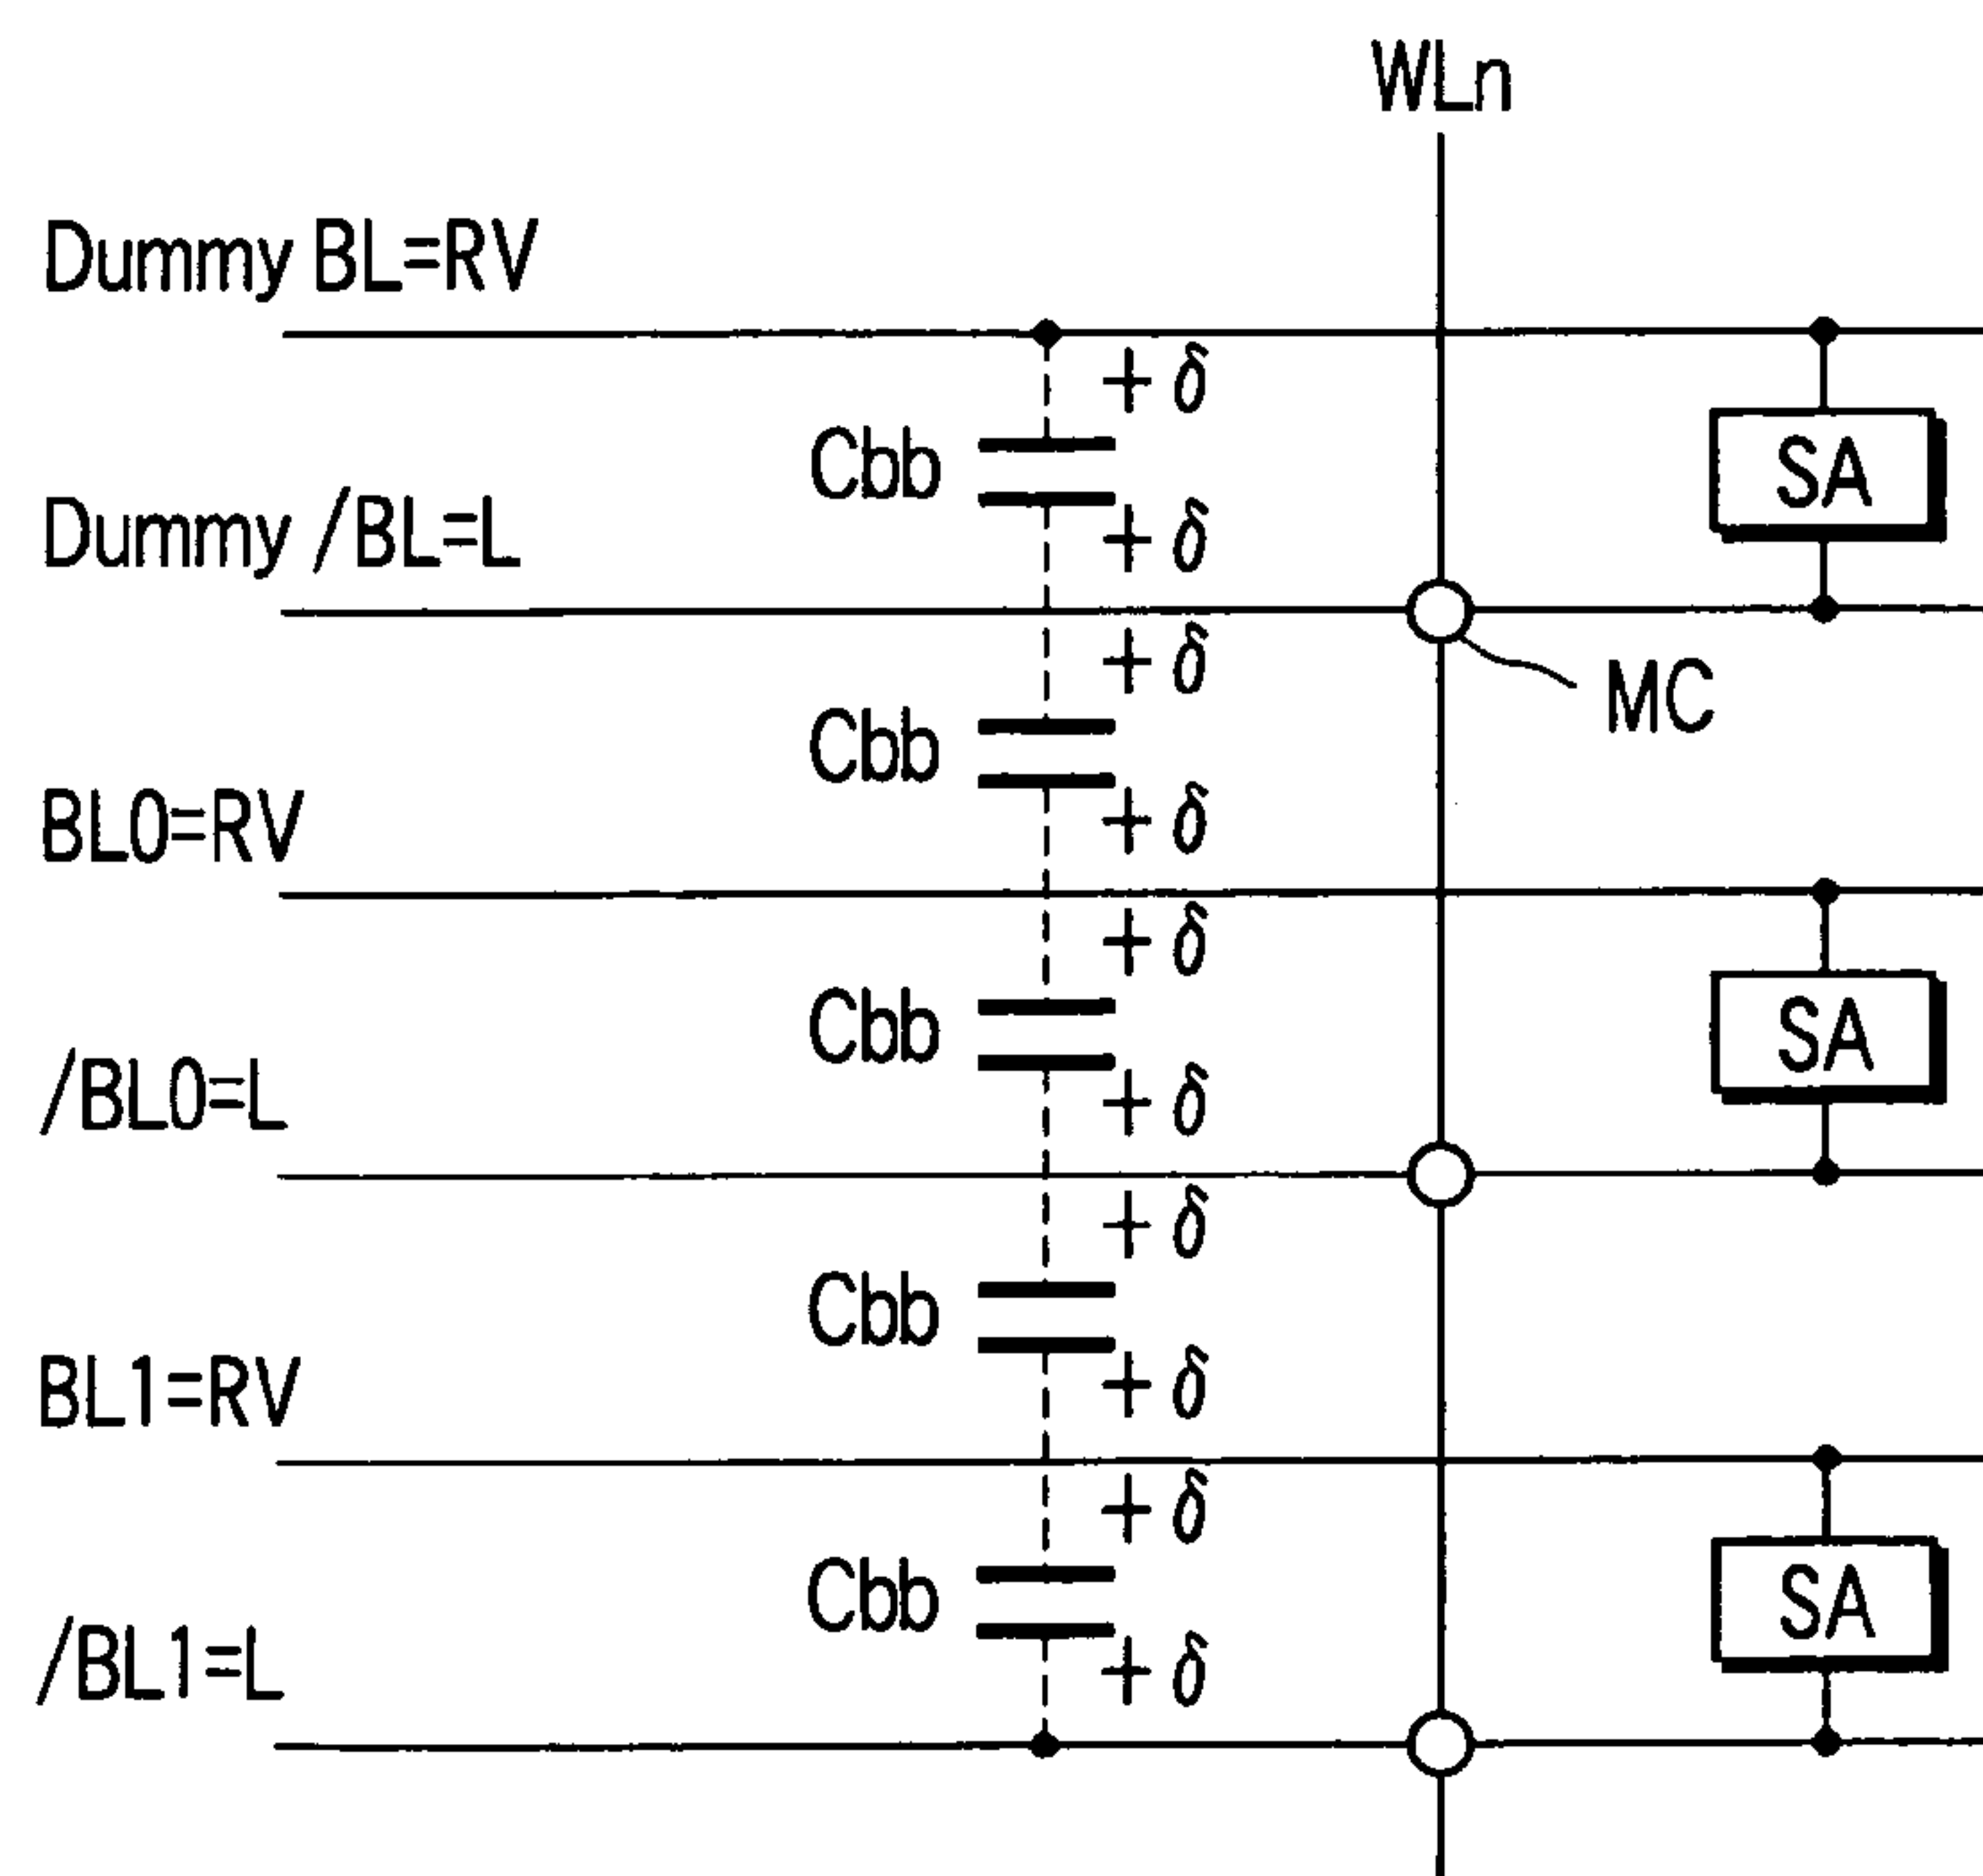 WLn
Dummy BL=RV
+ δ
Cbb
SA
Dummy /BL=L
+ δ
+ δ
MC
Cbb
BL0=RV
+ δ
+ δ
Cbb
SA
/BL0=L
+ δ
+ δ
Cbb
BL1=RV
+ δ
+ δ
Cbb
SA
/BL1=L
+ δ